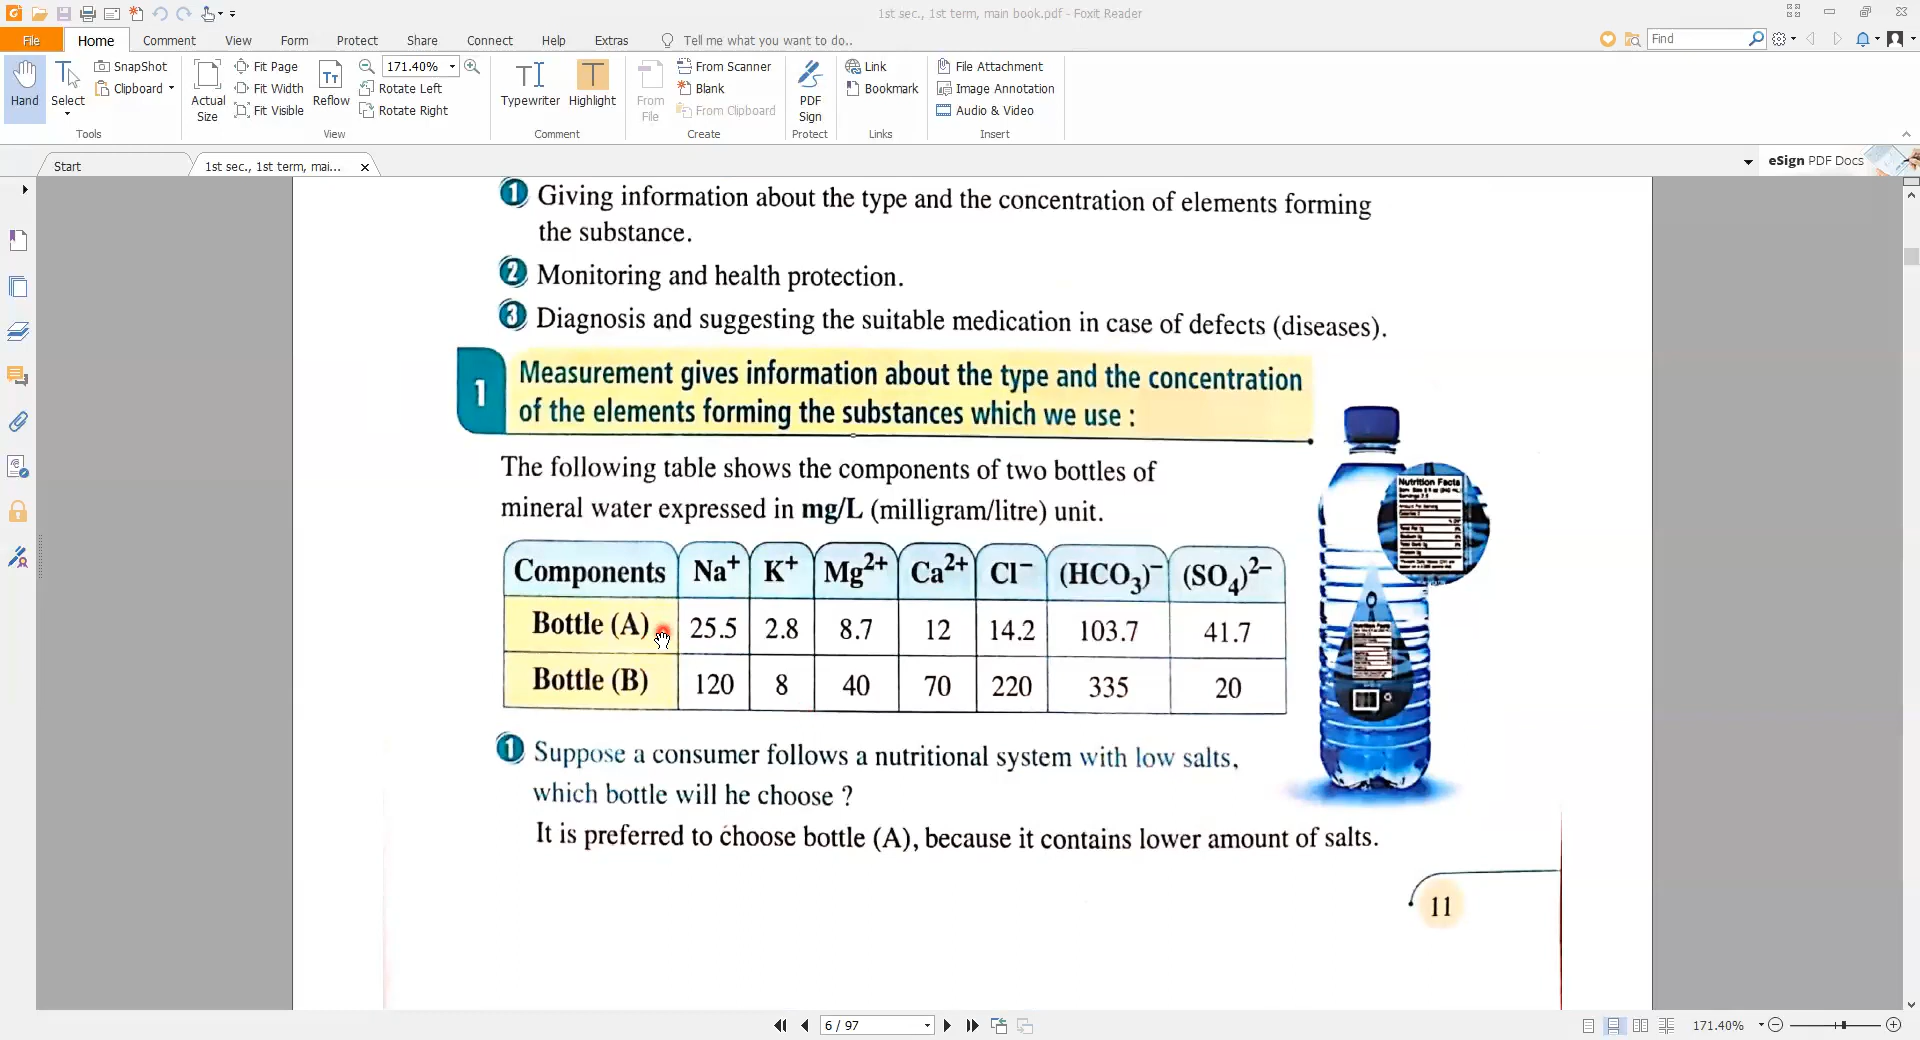 1st sec., 1st term, main book.pdf - Foxit Reader
File Home Comment View Form Protect Share Connect Help Extras Tell me what you want to do.. Find
Hand
Select
SnapShot
Clipboard
Tools
Actual Size
Fit Page
Fit Width
Fit Visible
Reflow
171.40%
Rotate Left
Rotate Right
View
Typewriter
Highlight
Comment
From File
From Scanner
Blank
From Clipboard
Create
PDF Sign
Protect
Link
Bookmark
Links
File Attachment
Image Annotation
Audio & Video
Insert
Start
1st sec., 1st term, mai...
eSign PDF Docs
1 Giving information about the type and the concentration of elements forming
the substance.
2 Monitoring and health protection.
3 Diagnosis and suggesting the suitable medication in case of defects (diseases).
1 Measurement gives information about the type and the concentration
of the elements forming the substances which we use :
The following table shows the components of two bottles of
mineral water expressed in mg/L (milligram/litre) unit.
Components Na⁺ K⁺ Mg²⁺ Ca²⁺ Cl⁻ (HCO₃)⁻ (SO₄)²⁻
Bottle (A) 25.5 2.8 8.7 12 14.2 103.7 41.7
Bottle (B) 120 8 40 70 220 335 20
Nutrition Facts
1 Suppose a consumer follows a nutritional system with low salts,
which bottle will he choose ?
It is preferred to choose bottle (A), because it contains lower amount of salts.
11
6 / 97
171.40%